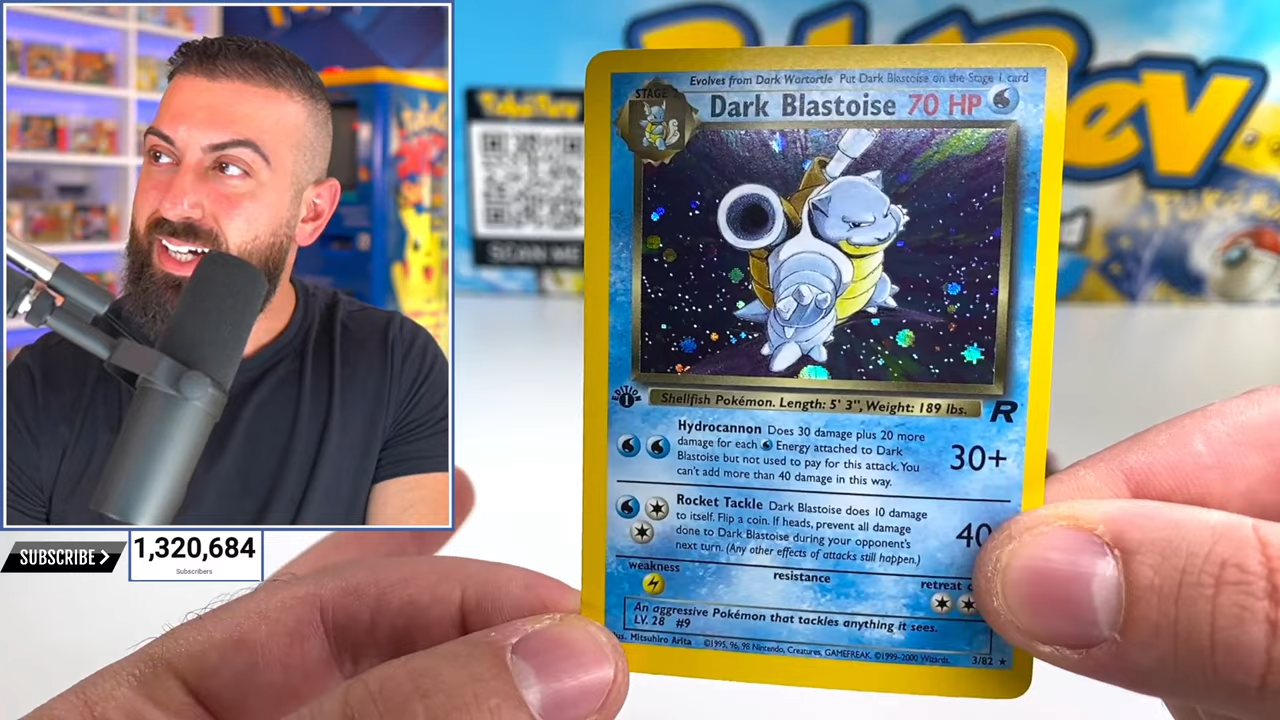 SCAN ME
SUBSCRIBE
1,320,684
Subscribers
Evolves from Dark Wartortle Put Dark Blastoise on the Stage 1 card
STAGE
Dark Blastoise 70 HP
EDITION
1
Shellfish Pokémon. Length: 5' 3", Weight: 189 lbs.
R
Hydrocannon Does 30 damage plus 20 more
damage for each Energy attached to Dark
Blastoise but not used to pay for this attack. You
can't add more than 40 damage in this way.
30+
Rocket Tackle Dark Blastoise does 10 damage
to itself. Flip a coin. If heads, prevent all damage
done to Dark Blastoise during your opponent's
next turn. (Any other effects of attacks still happen.)
40
weakness
resistance
retreat
An aggressive Pokémon that tackles anything it sees.
LV. 28 #9
Mitsuhiro Arita ©1995, 96, 98 Nintendo, Creatures, GAMEFREAK. ©1999-2000 Wizards. 3/82 ★